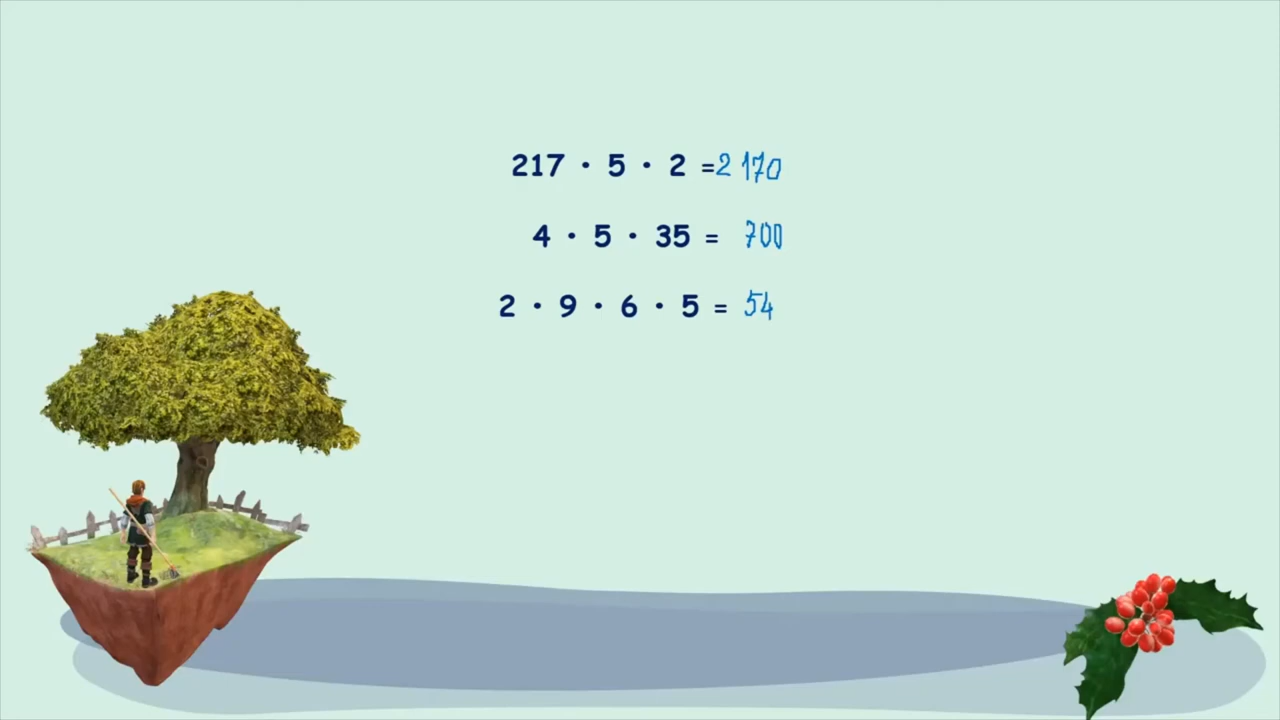 217 · 5 · 2 =2 170
4 · 5 · 35 = 700
2 · 9 · 6 · 5 = 54